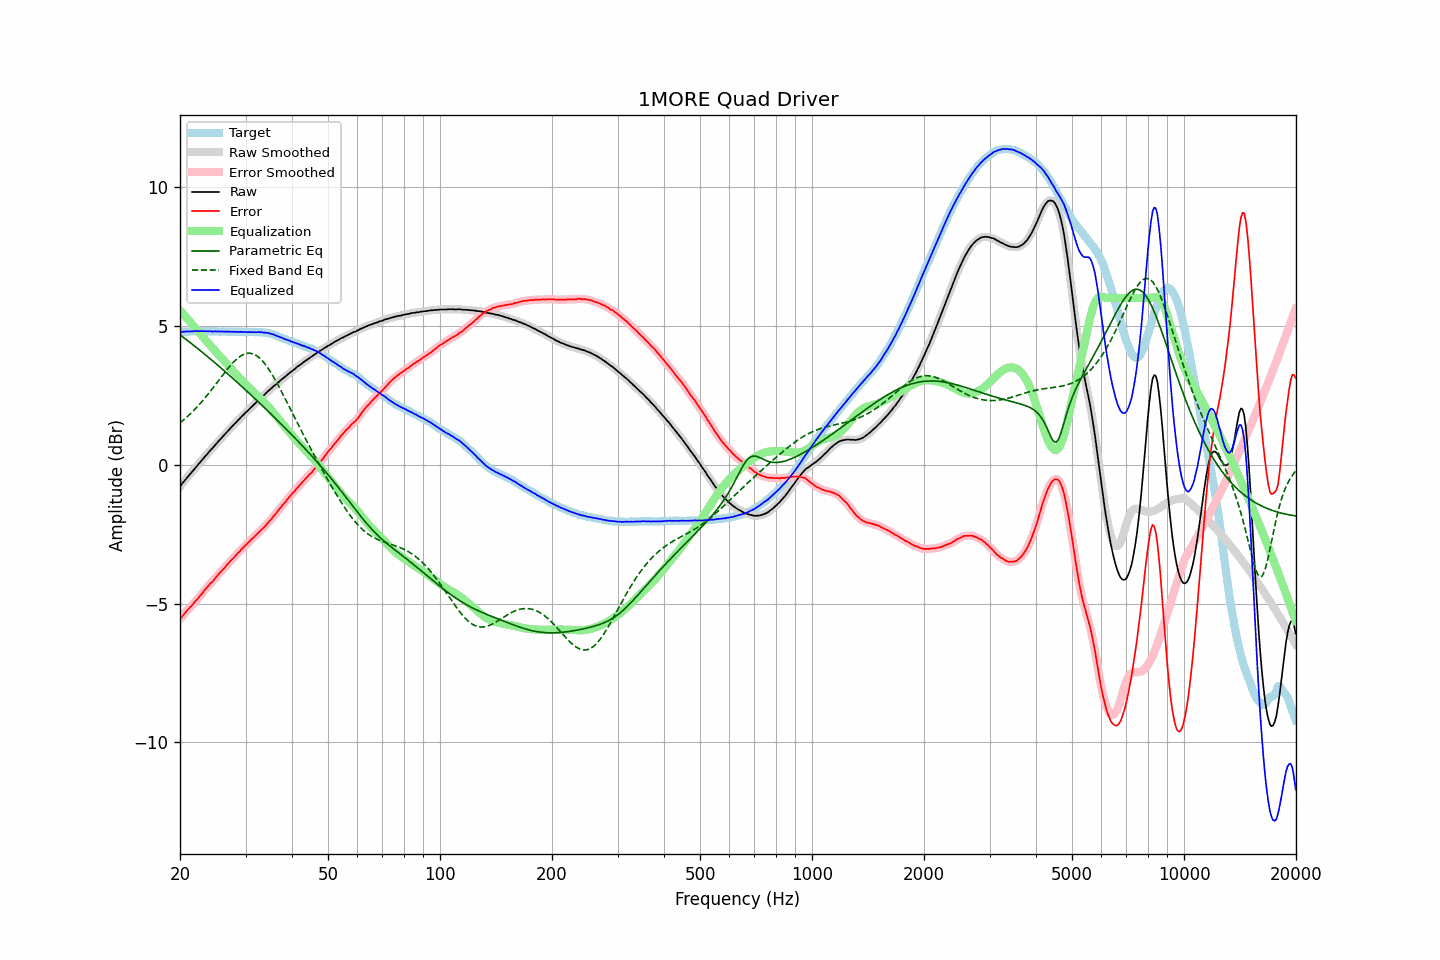 1MORE Quad Driver
Target
Raw Smoothed
Error Smoothed
Raw
Error
Equalization
Parametric Eq
Fixed Band Eq
Equalized
10
5
0
−5
−10
Amplitude (dBr)
20 50 100 200 500 1000 2000 5000 10000 20000
Frequency (Hz)